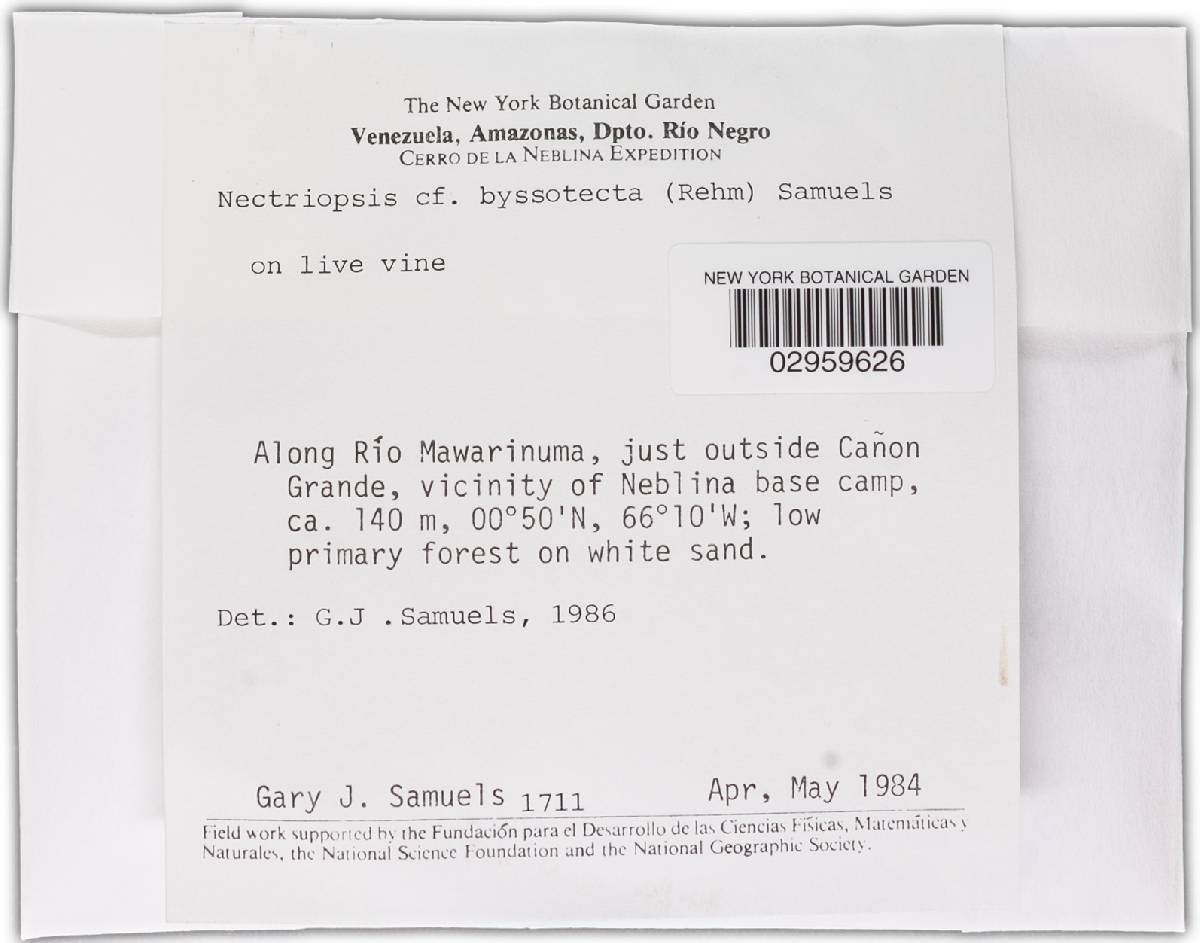 The New York Botanical Garden
Venezuela, Amazonas, Dpto. Río Negro
CERRO DE LA NEBLINA EXPEDITION
Nectriopsis cf. byssotecta (Rehm) Samuels
on live vine
NEW YORK BOTANICAL GARDEN
02959626
Along Río Mawarinuma, just outside Cañon
Grande, vicinity of Neblina base camp,
ca. 140 m, 00°50'N, 66°10'W; low
primary forest on white sand.
Det.: G.J .Samuels, 1986
Gary J. Samuels 1711 Apr, May 1984
Field work supported by the Fundación para el Desarrollo de las Ciencias Físicas, Matemáticas y
Naturales, the National Science Foundation and the National Geographic Society.